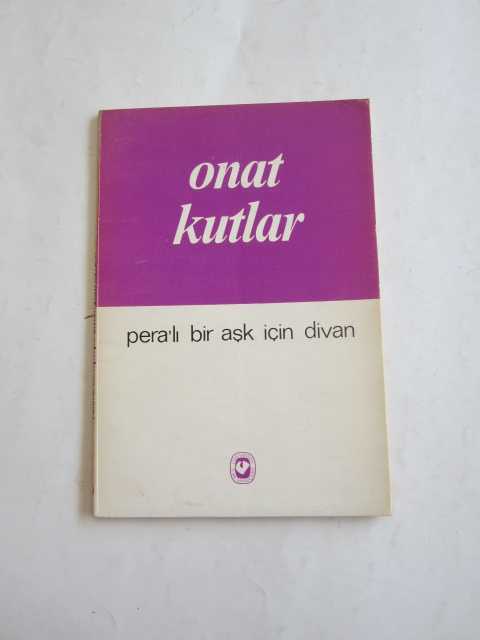 onat
kutlar
pera'lı bir aşk için divan